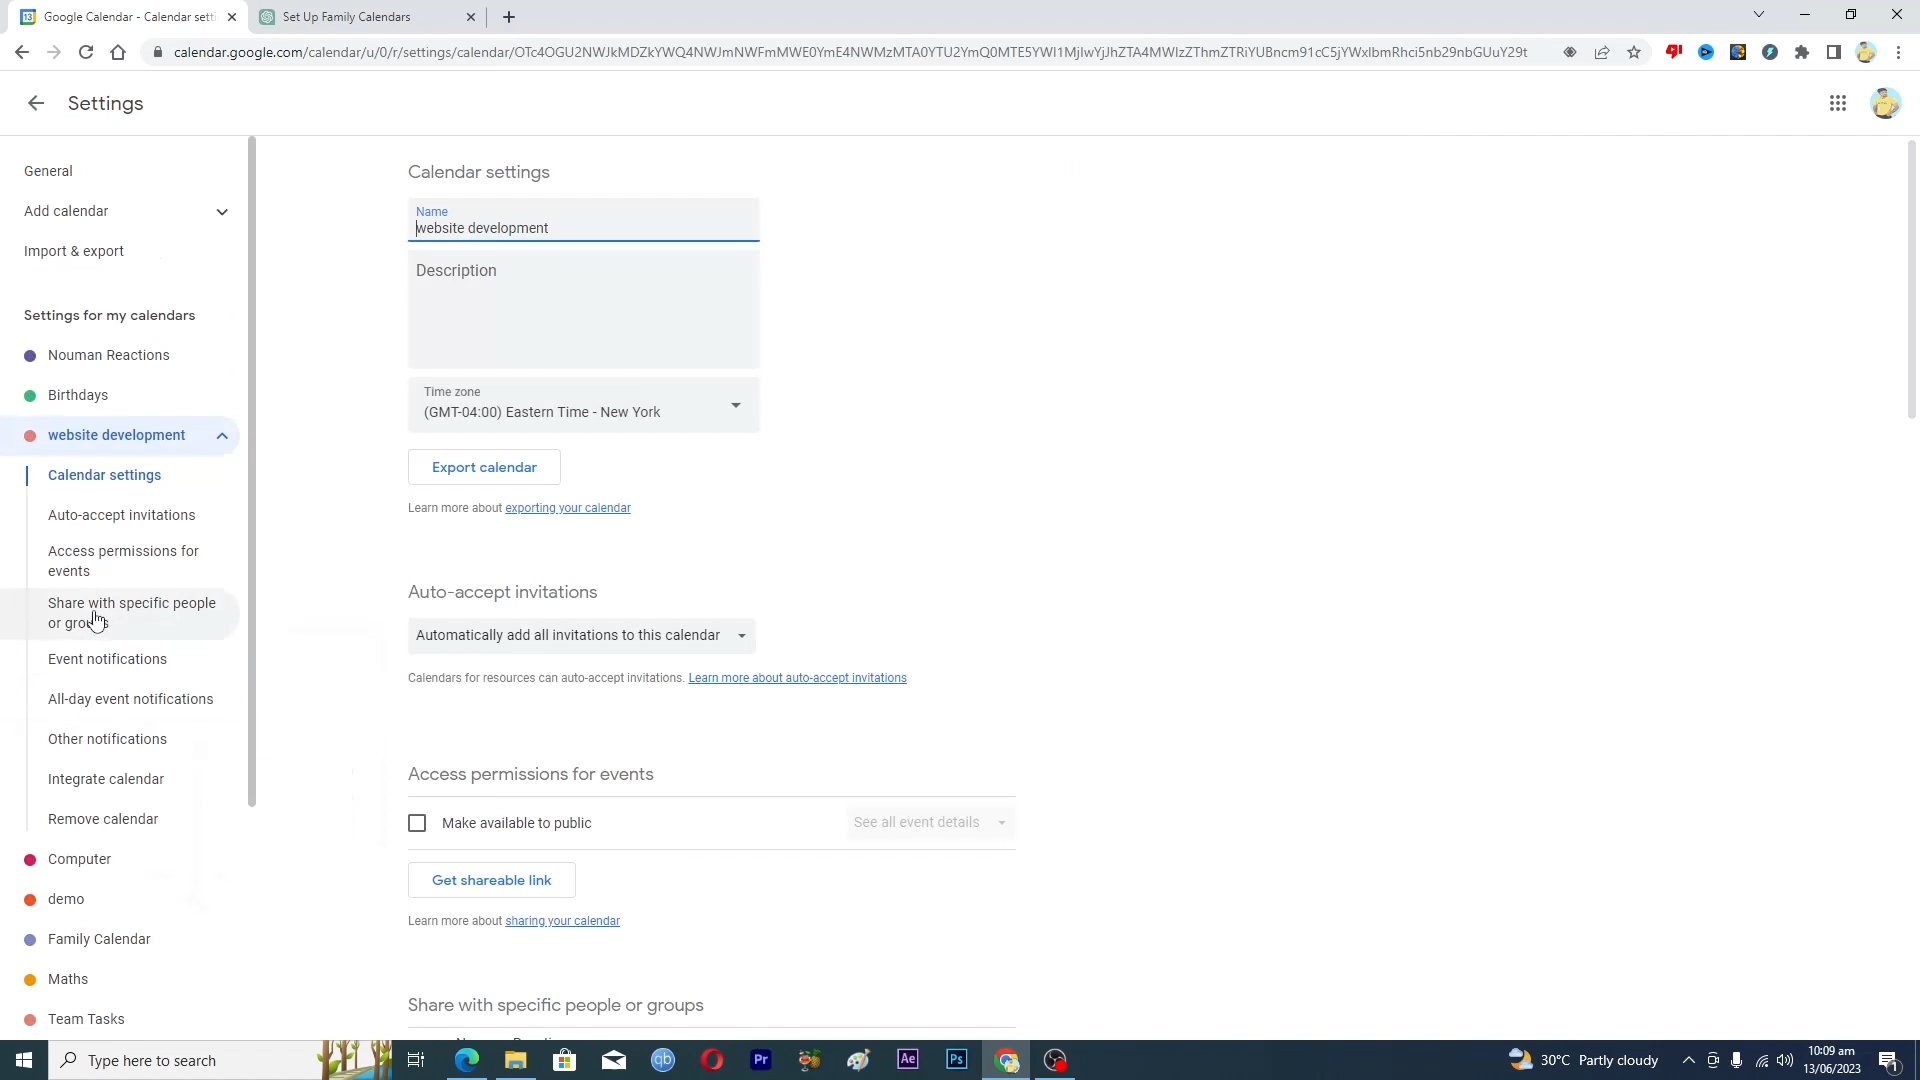 Google Calendar - Calendar setti
Set Up Family Calendars
calendar.google.com/calendar/u/0/r/settings/calendar/OTc4OGU2NWJkMDZkYWQ4NWJmNWFmMWE0YmE4NWMzMTA0YTU2YmQ0MTE5YWI1MjIwYjJhZTA4MWIzZThmZTRiYUBncm91cC5jYWxlbmRhci5nb29nbGUuY29t
Settings
General
Add calendar
Import & export
Settings for my calendars
Nouman Reactions
Birthdays
website development
Calendar settings
Auto-accept invitations
Access permissions for
events
Share with specific people
or groups
Event notifications
All-day event notifications
Other notifications
Integrate calendar
Remove calendar
Computer
demo
Family Calendar
Maths
Team Tasks
Calendar settings
Name
website development
Description
Time zone
(GMT-04:00) Eastern Time - New York
Export calendar
Learn more about exporting your calendar
Auto-accept invitations
Automatically add all invitations to this calendar
Calendars for resources can auto-accept invitations. Learn more about auto-accept invitations
Access permissions for events
Make available to public
See all event details
Get shareable link
Learn more about sharing your calendar
Share with specific people or groups
Type here to search
30°C Partly cloudy
10:09 am
13/06/2023